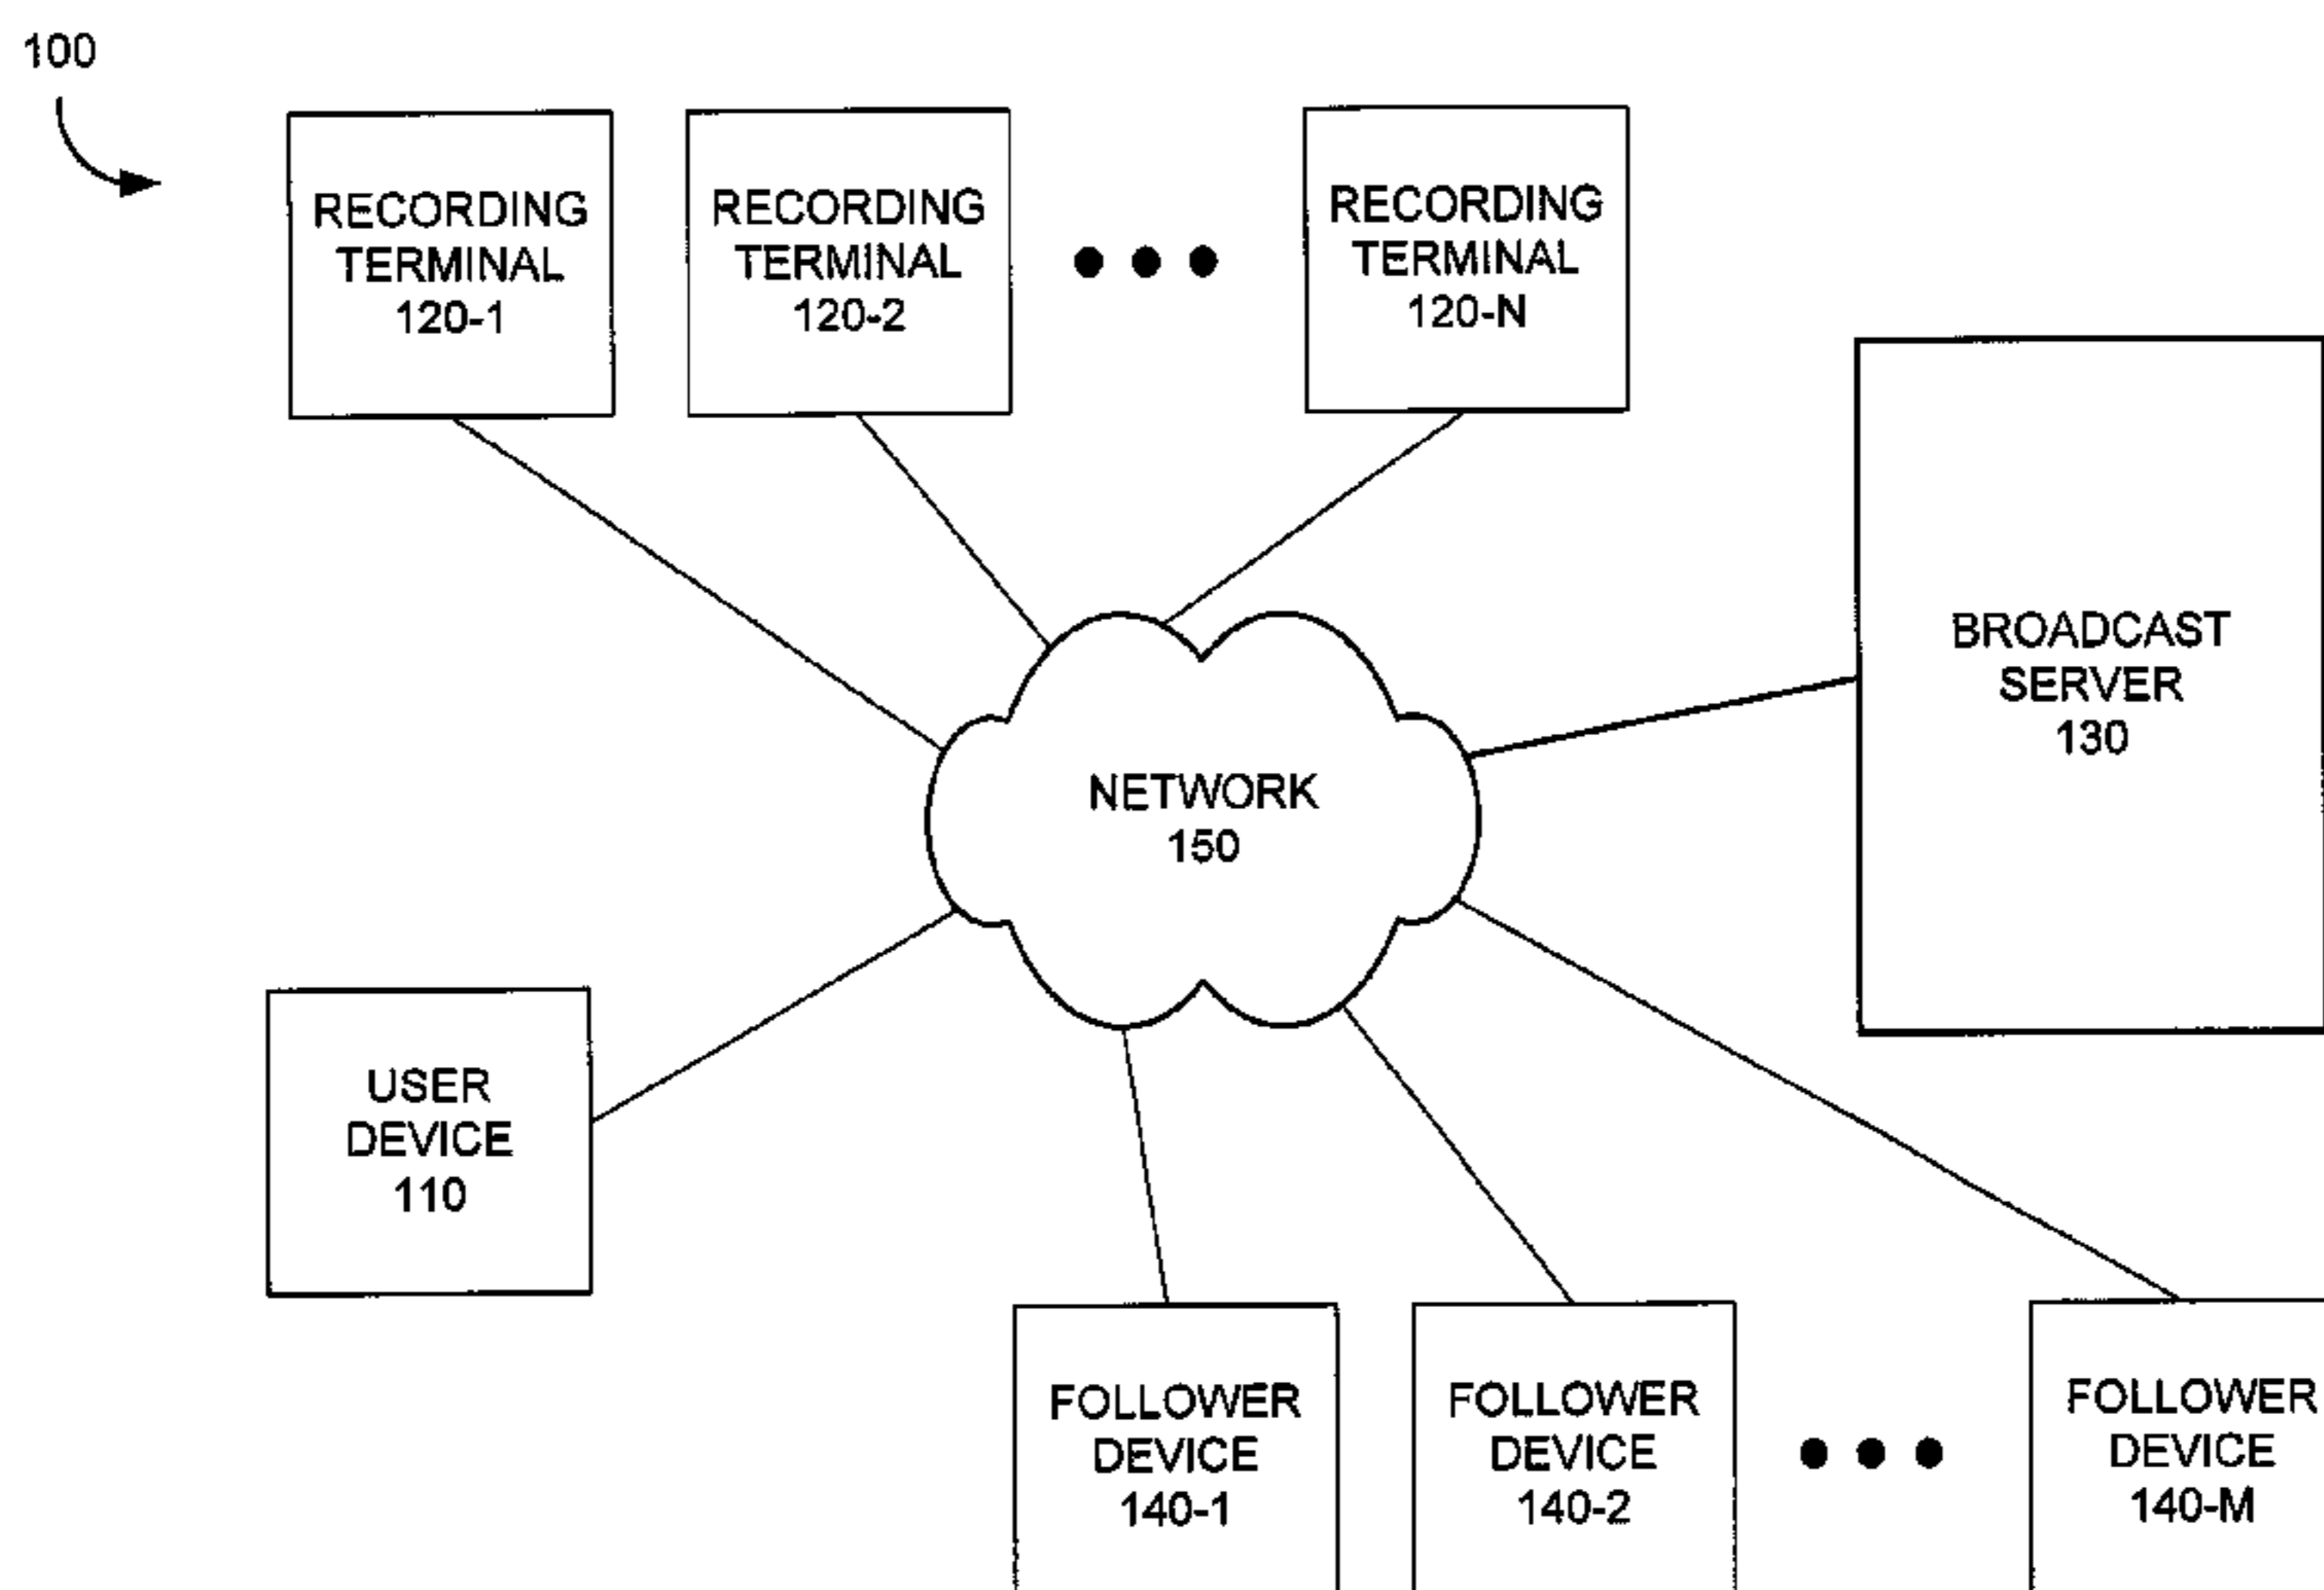 100
RECORDING
TERMINAL
120-1
RECORDING
TERMINAL
120-2
RECORDING
TERMINAL
120-N
BROADCAST
SERVER
130
NETWORK
150
USER
DEVICE
110
FOLLOWER
DEVICE
140-1
FOLLOWER
DEVICE
140-2
FOLLOWER
DEVICE
140-M